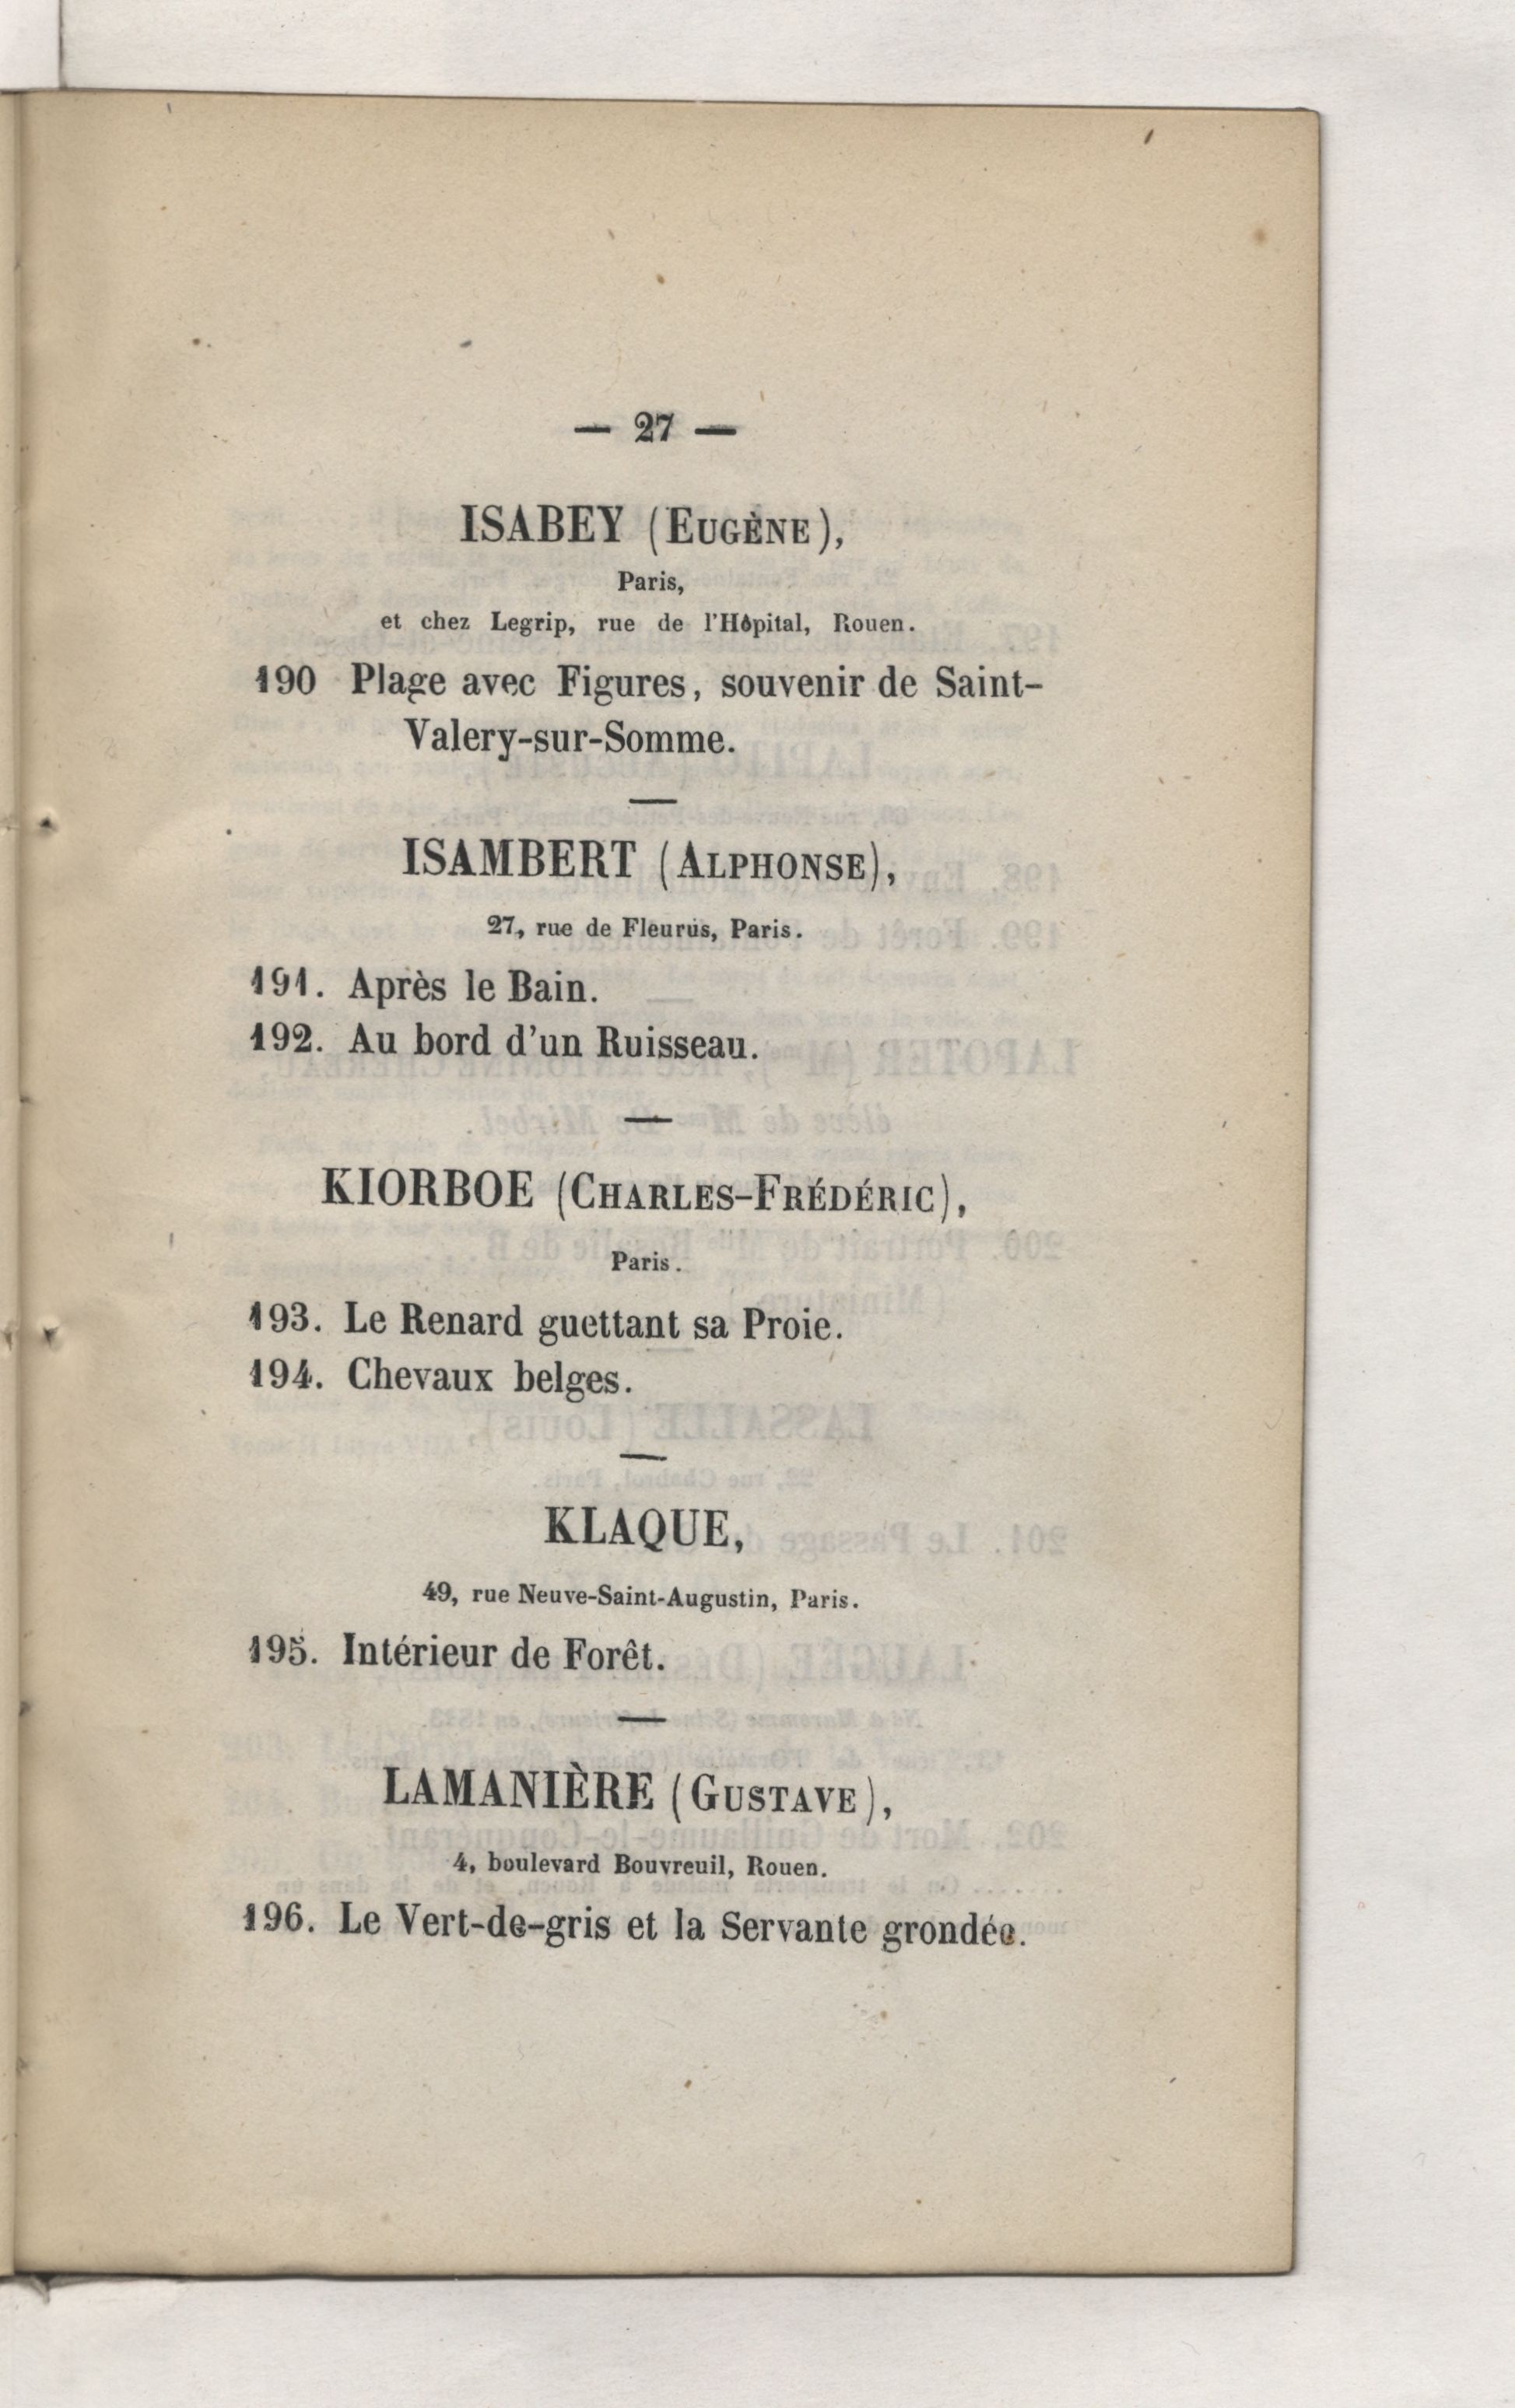 — 27 —
ISABEY (EUGÈNE),
Paris,
et chez Legrip, rue de l'Hôpital, Rouen.
190 Plage avec Figures, souvenir de Saint-
Valery-sur-Somme.
ISAMBERT (ALPHONSE),
27, rue de Fleurus, Paris.
191. Après le Bain.
192. Au bord d'un Ruisseau.
KIORBOE (CHARLES-FRÉDÉRIC),
Paris.
193. Le Renard guettant sa Proie.
194. Chevaux belges.
KLAQUE,
49, rue Neuve-Saint-Augustin, Paris.
195. Intérieur de Forêt.
LAMANIÈRE (GUSTAVE),
4, boulevard Bouvreuil, Rouen.
196. Le Vert-de-gris et la Servante grondée.